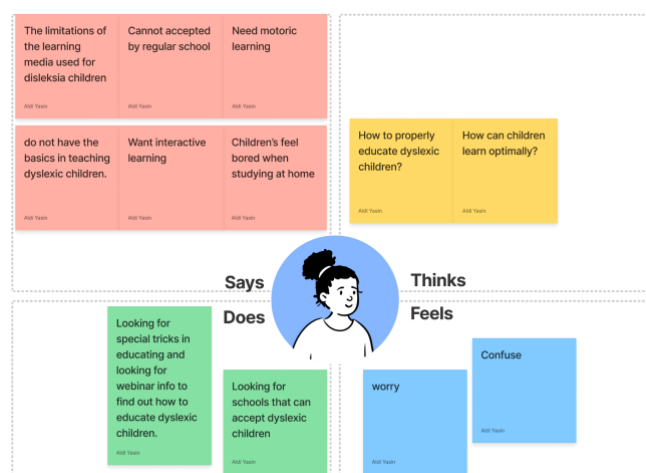 The limitations of
the learning
media used for
disleksia children
Aldi Yasin
Cannot accepted
by regular school
Aldi Yasin
Need motoric
learning
Aldi Yasin
do not have the
basics in teaching
dyslexic children.
Aldi Yasin
Want interactive
learning
Aldi Yasin
Children's feel
bored when
studying at home
Aldi Yasin
How to properly
educate dyslexic
children?
Aldi Yasin
How can children
learn optimally?
Aldi Yasin
Says
Thinks
Does
Feels
Looking for
special tricks in
educating and
looking for
webinar info to
find out how to
educate dyslexic
children.
Aldi Yasin
Looking for
schools that can
accept dyslexic
children
Aldi Yasin
worry
Aldi Yasin
Confuse
Aldi Yasin